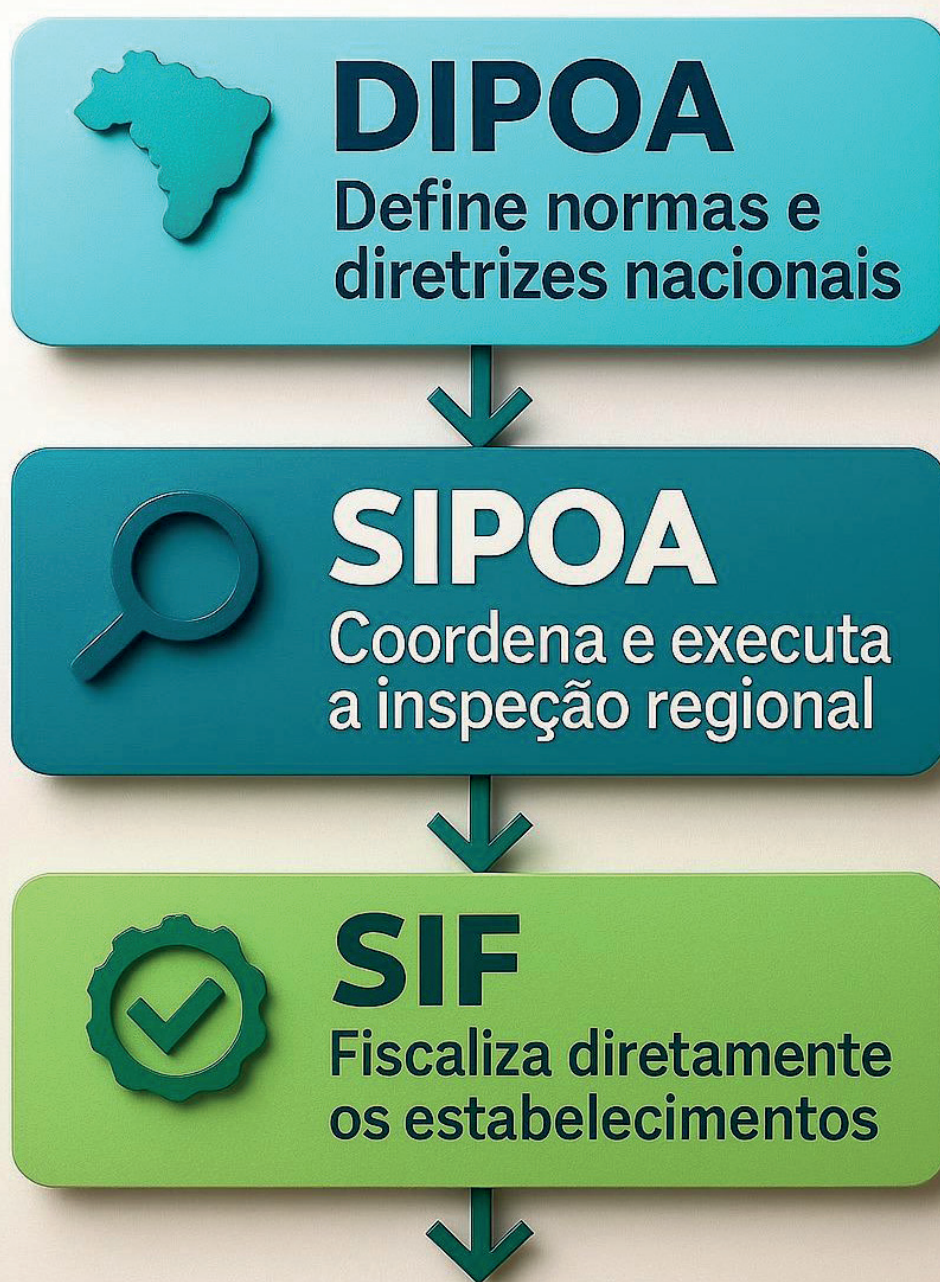 DIPOA
Define normas e
diretrizes nacionais
SIPOA
Coordena e executa
a inspeção regional
SIF
Fiscaliza diretamente
os estabelecimentos